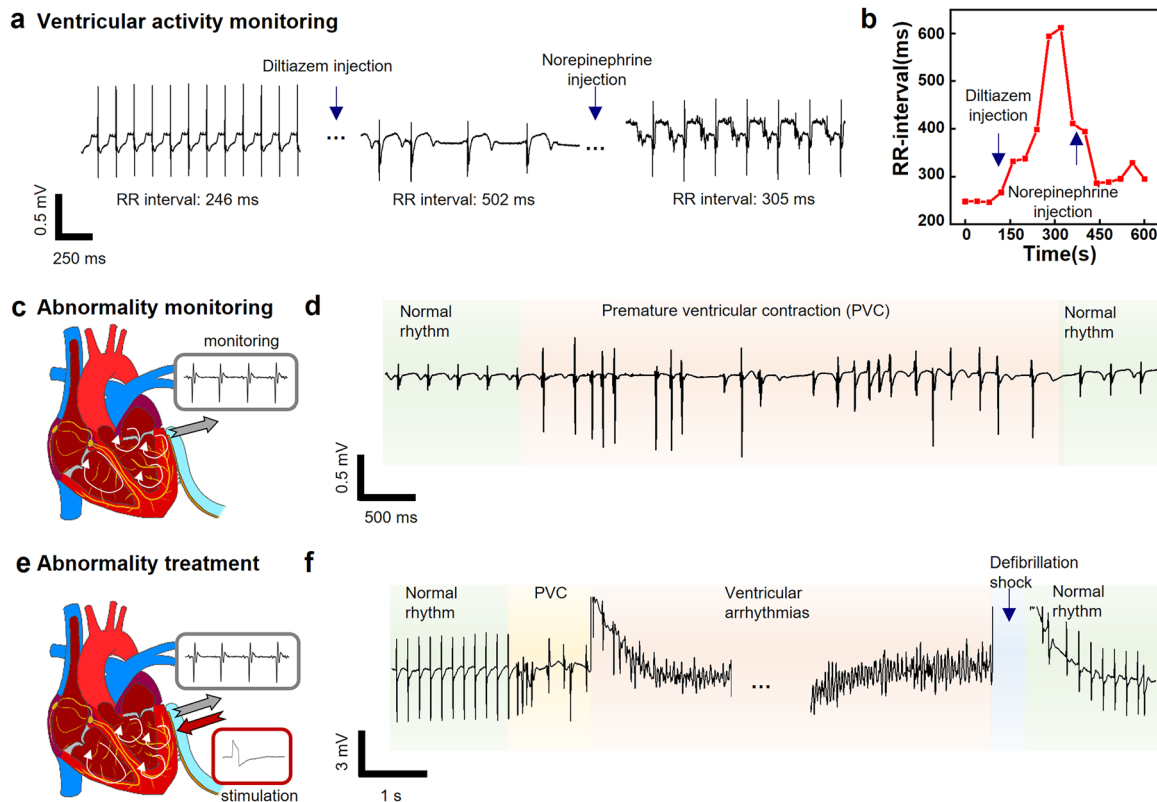 a Ventricular activity monitoring
Diltiazem injection
Norepinephrine
injection
...
...
RR interval: 246 ms
RR interval: 502 ms
RR interval: 305 ms
0.5 mV
250 ms
b
RR-interval(ms)
600
500
400
300
200
Diltiazem
injection
Norepinephrine
injection
0
150
300
450
600
Time(s)
c Abnormality monitoring
monitoring
d
Normal
rhythm
Premature ventricular contraction (PVC)
Normal
rhythm
0.5 mV
500 ms
e Abnormality treatment
stimulation
f
Normal
rhythm
PVC
Ventricular
arrhythmias
...
Defibrillation
shock
Normal
rhythm
3 mV
1 s